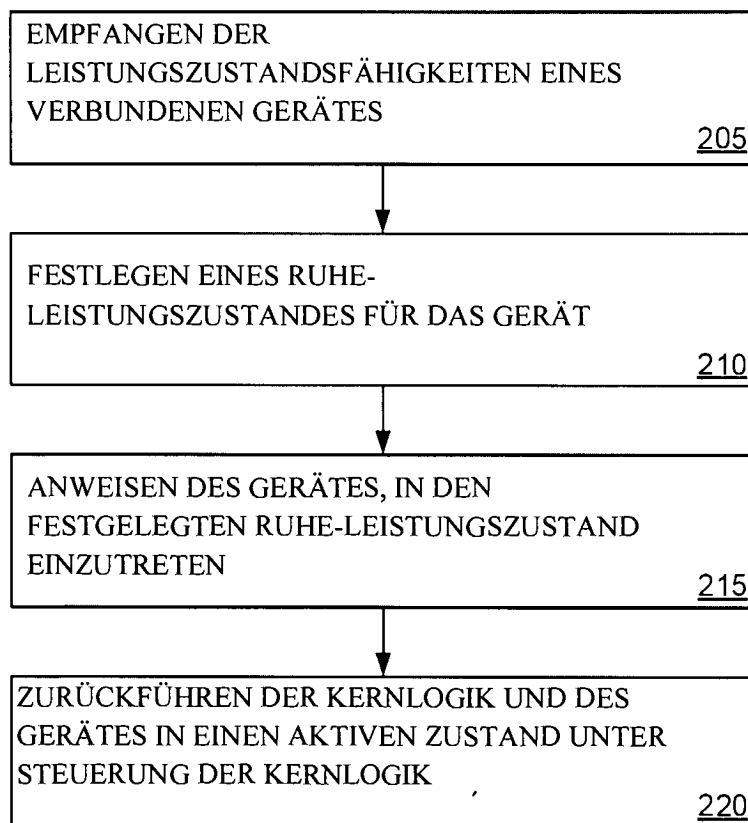 EMPFANGEN DER
LEISTUNGSZUSTANDSFÄHIGKEITEN EINES
VERBUNDENEN GERÄTES
205
FESTLEGEN EINES RUHE-
LEISTUNGSZUSTANDES FÜR DAS GERÄT
210
ANWEISEN DES GERÄTES, IN DEN
FESTGELEGTEN RUHE-LEISTUNGSZUSTAND
EINZUTRETEN
215
ZURÜCKFÜHREN DER KERNLOGIK UND DES
GERÄTES IN EINEN AKTIVEN ZUSTAND UNTER
STEUERUNG DER KERNLOGIK
220